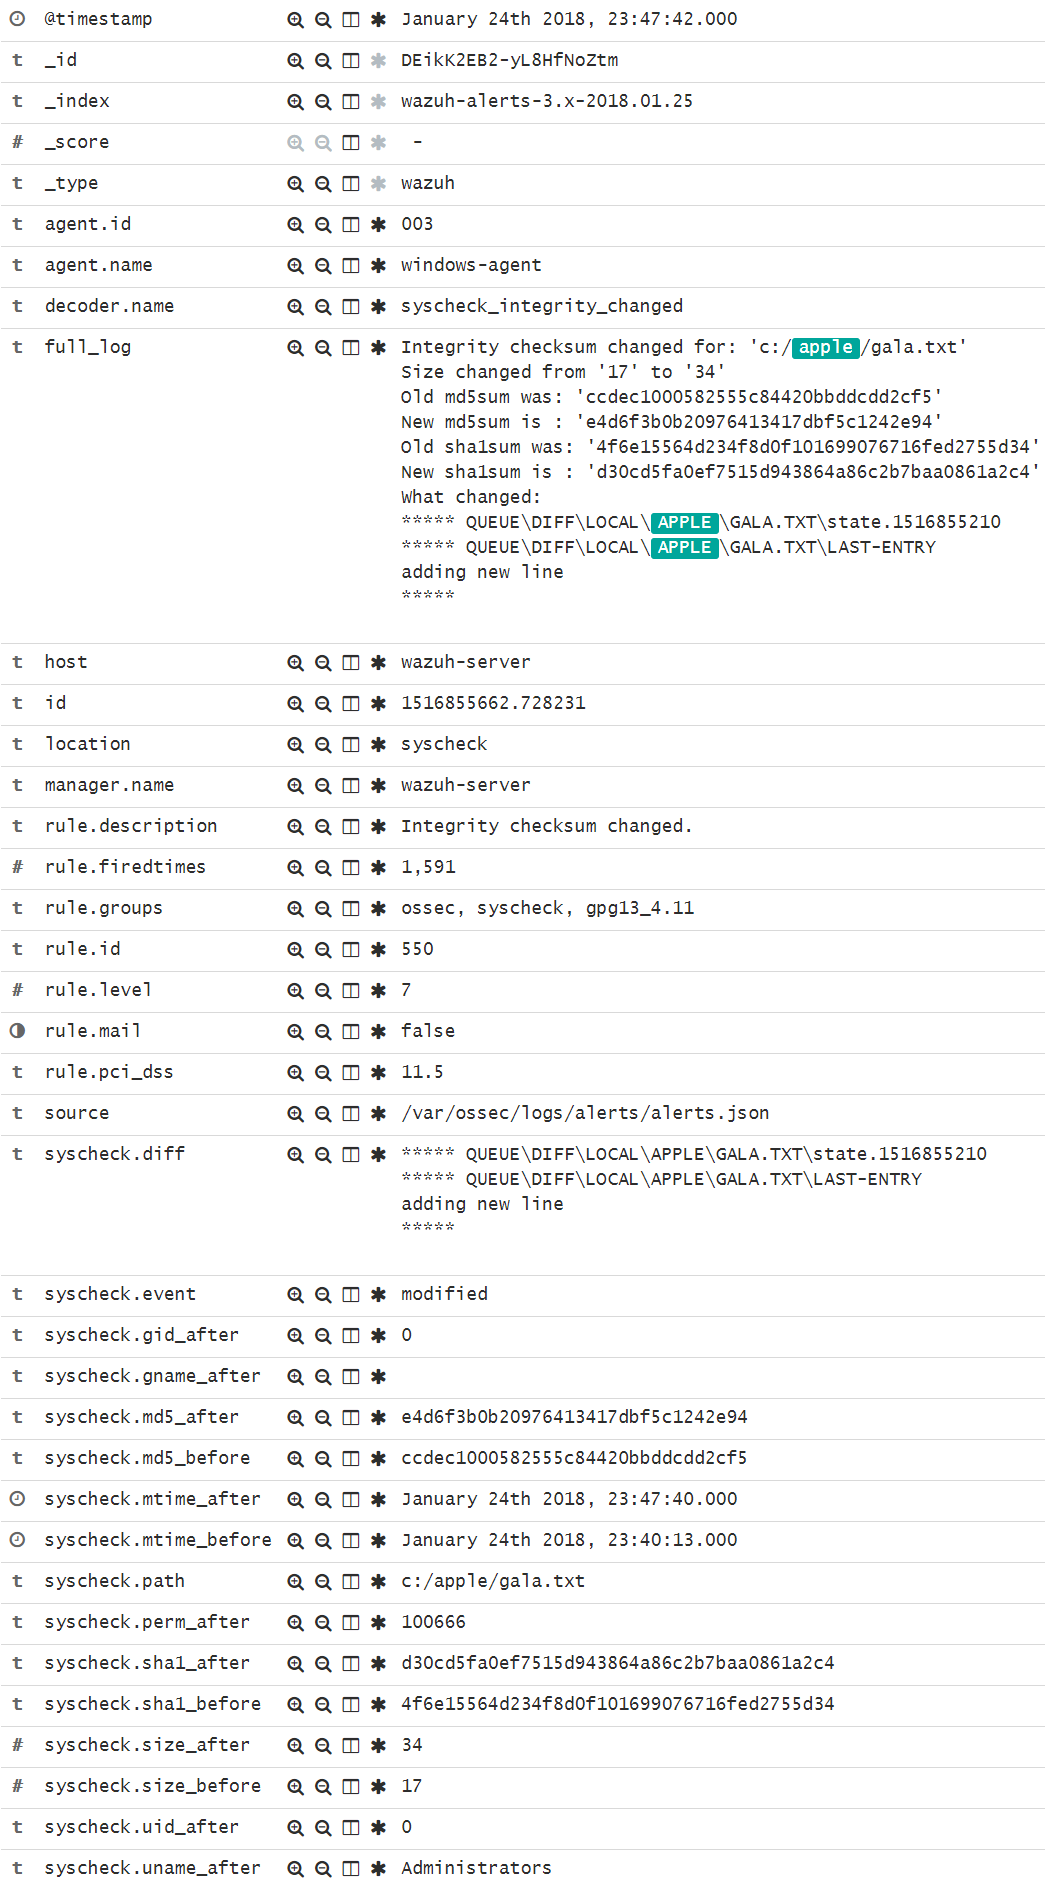 @timestamp January 24th 2018, 23:47:42.000
t _id DEikK2EB2-yL8HfNoZtm
t _index wazuh-alerts-3.x-2018.01.25
# _score -
t _type wazuh
t agent.id 003
t agent.name windows-agent
t decoder.name syscheck_integrity_changed
t full_log Integrity checksum changed for: 'c:/apple/gala.txt'
Size changed from '17' to '34'
Old md5sum was: 'ccdec1000582555c84420bbddcdd2cf5'
New md5sum is : 'e4d6f3b0b20976413417dbf5c1242e94'
Old sha1sum was: '4f6e15564d234f8d0f101699076716fed2755d34'
New sha1sum is : 'd30cd5fa0ef7515d943864a86c2b7baa0861a2c4'
What changed:
***** QUEUE\DIFF\LOCAL\APPLE\GALA.TXT\state.1516855210
***** QUEUE\DIFF\LOCAL\APPLE\GALA.TXT\LAST-ENTRY
adding new line
*****
t host wazuh-server
t id 1516855662.728231
t location syscheck
t manager.name wazuh-server
t rule.description Integrity checksum changed.
# rule.firedtimes 1,591
t rule.groups ossec, syscheck, gpg13_4.11
t rule.id 550
# rule.level 7
rule.mail false
t rule.pci_dss 11.5
t source /var/ossec/logs/alerts/alerts.json
t syscheck.diff ***** QUEUE\DIFF\LOCAL\APPLE\GALA.TXT\state.1516855210
***** QUEUE\DIFF\LOCAL\APPLE\GALA.TXT\LAST-ENTRY
adding new line
*****
t syscheck.event modified
t syscheck.gid_after 0
t syscheck.gname_after
t syscheck.md5_after e4d6f3b0b20976413417dbf5c1242e94
t syscheck.md5_before ccdec1000582555c84420bbddcdd2cf5
syscheck.mtime_after January 24th 2018, 23:47:40.000
syscheck.mtime_before January 24th 2018, 23:40:13.000
t syscheck.path c:/apple/gala.txt
t syscheck.perm_after 100666
t syscheck.sha1_after d30cd5fa0ef7515d943864a86c2b7baa0861a2c4
t syscheck.sha1_before 4f6e15564d234f8d0f101699076716fed2755d34
# syscheck.size_after 34
# syscheck.size_before 17
t syscheck.uid_after 0
t syscheck.uname_after Administrators